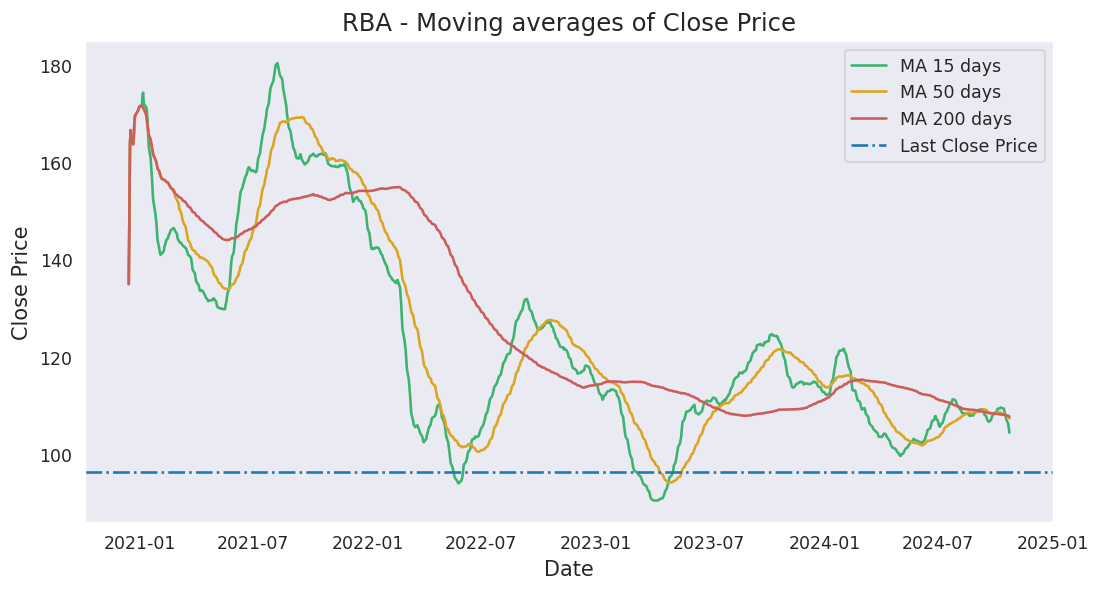 RBA - Moving averages of Close Price
MA 15 days
MA 50 days
MA 200 days
Last Close Price
Close Price
180
160
140
120
100
2021-01
2021-07
2022-01
2022-07
2023-01
2023-07
2024-01
2024-07
2025-01
Date